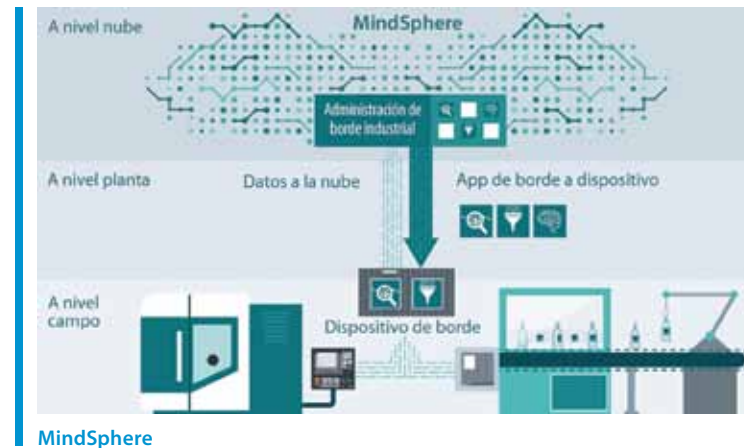 A nivel nube
MindSphere
Administración de
borde industrial
A nivel planta
Datos a la nube
App de borde a dispositivo
A nivel
campo
Dispositivo de borde
MindSphere